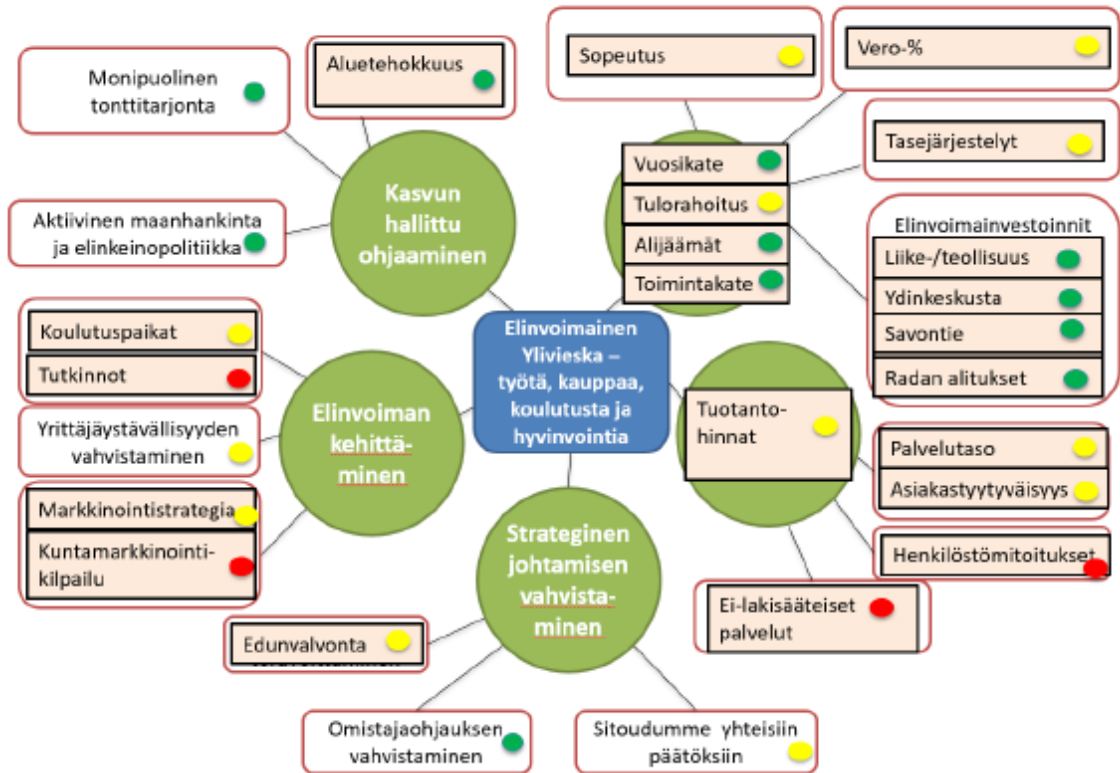 Monipuolinen
tonttitarjonta
Aluetehokkuus
Sopeutus
Vero-%
Tasejärjestelyt
Aktiivinen maanhankinta
ja elinkeinopolitiikka
Kasvun
hallittu
ohjaaminen
Vuosikate
Tulorahoitus
Alijäämät
Toimintakate
Elinvoimainvestoinnit
Liike-/teollisuus
Ydinkeskusta
Savontie
Radan alitukset
Koulutuspaikat
Tutkinnot
Yrittäjäystävällisyyden
vahvistaminen
Markkinointistrategia
Kuntamarkkinointi-
kilpailu
Elinvoiman
kehittä-
minen
Elinvoimainen
Ylivieska –
työtä, kauppaa,
koulutusta ja
hyvinvointia
Tuotanto-
hinnat
Palvelutaso
Asiakastyytyväisyys
Henkilöstömitoitukset
Ei-lakisääteiset
palvelut
Strateginen
johtamisen
vahvista-
minen
Edunvalvonta
Omistajaohjauksen
vahvistaminen
Sitoudumme yhteisiin
päätöksiin